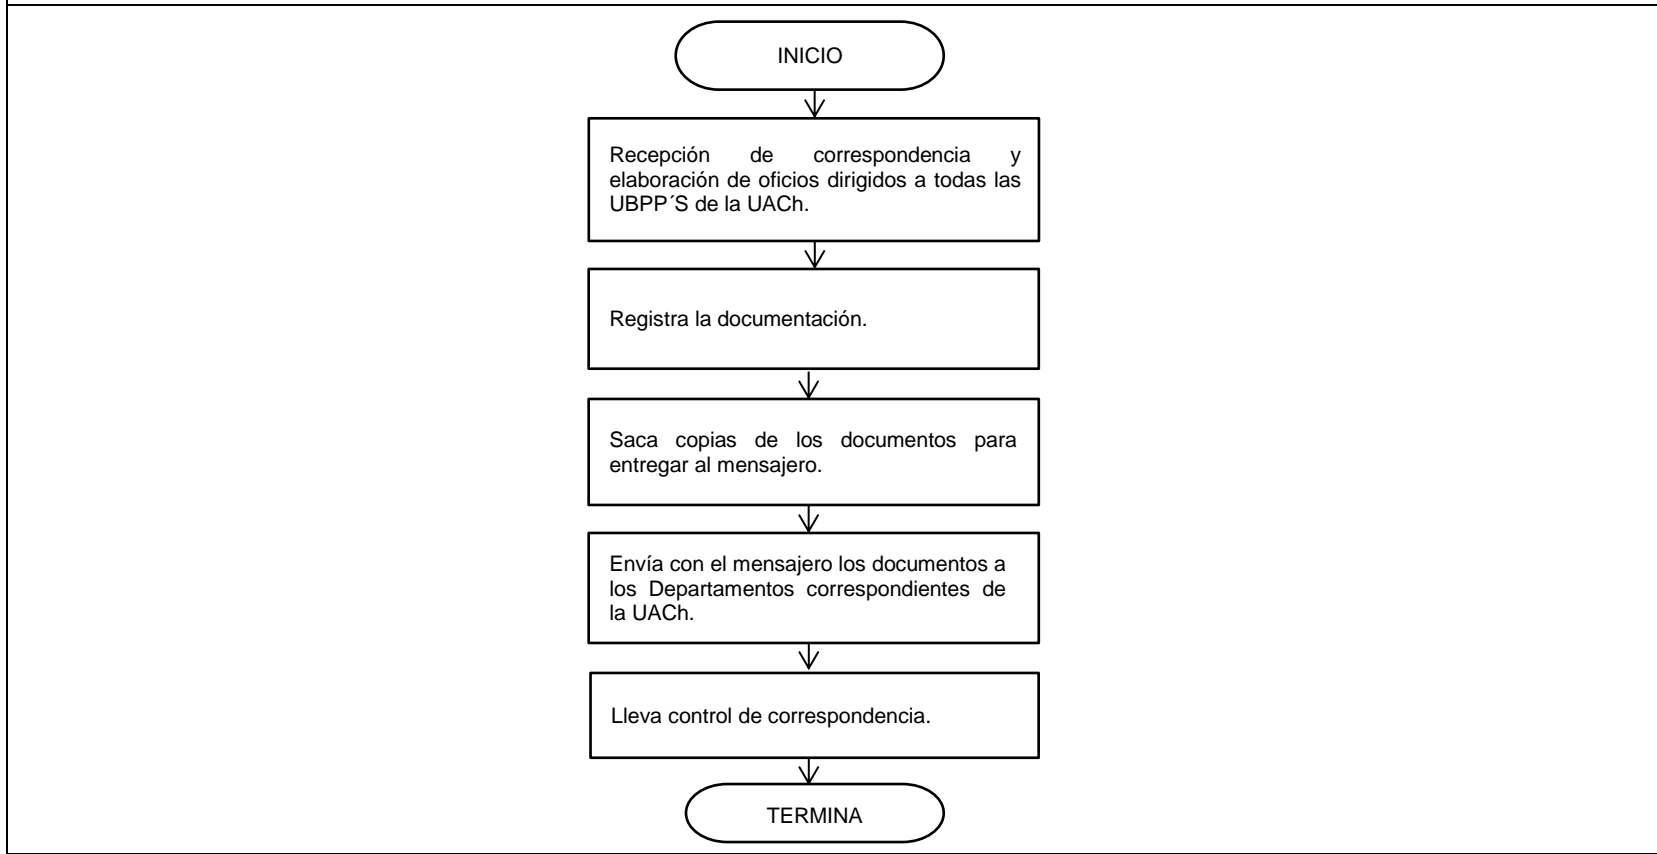 INICIO
Recepción de correspondencia y
elaboración de oficios dirigidos a todas las
UBPP´S de la UACh.
Registra la documentación.
Saca copias de los documentos para
entregar al mensajero.
Envía con el mensajero los documentos a
los Departamentos correspondientes de
la UACh.
Lleva control de correspondencia.
TERMINA